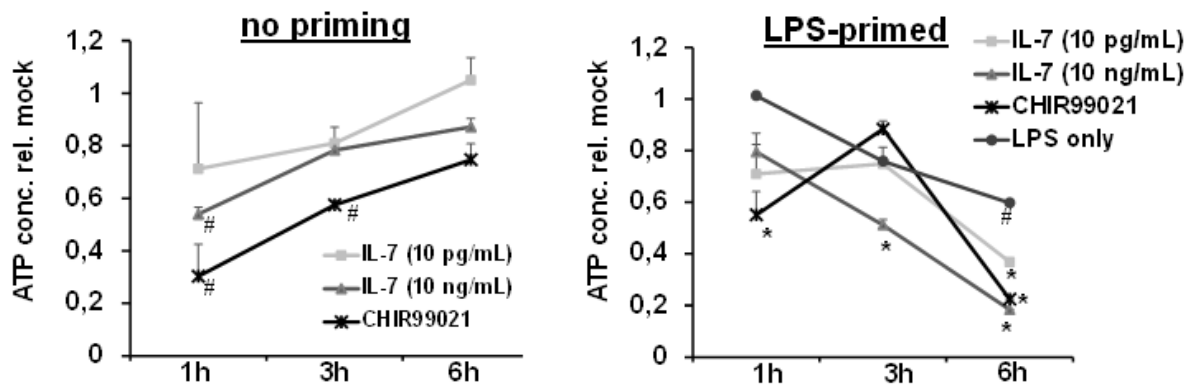 no priming
ATP conc. rel. mock
1,2
1
0,8
0,6
0,4
0,2
0
#
#
#
IL-7 (10 pg/mL)
IL-7 (10 ng/mL)
CHIR99021
1h
3h
6h
LPS-primed
ATP conc. rel. mock
1,2
1
0,8
0,6
0,4
0,2
0
*
*
#
*
*
*
IL-7 (10 pg/mL)
IL-7 (10 ng/mL)
CHIR99021
LPS only
1h
3h
6h